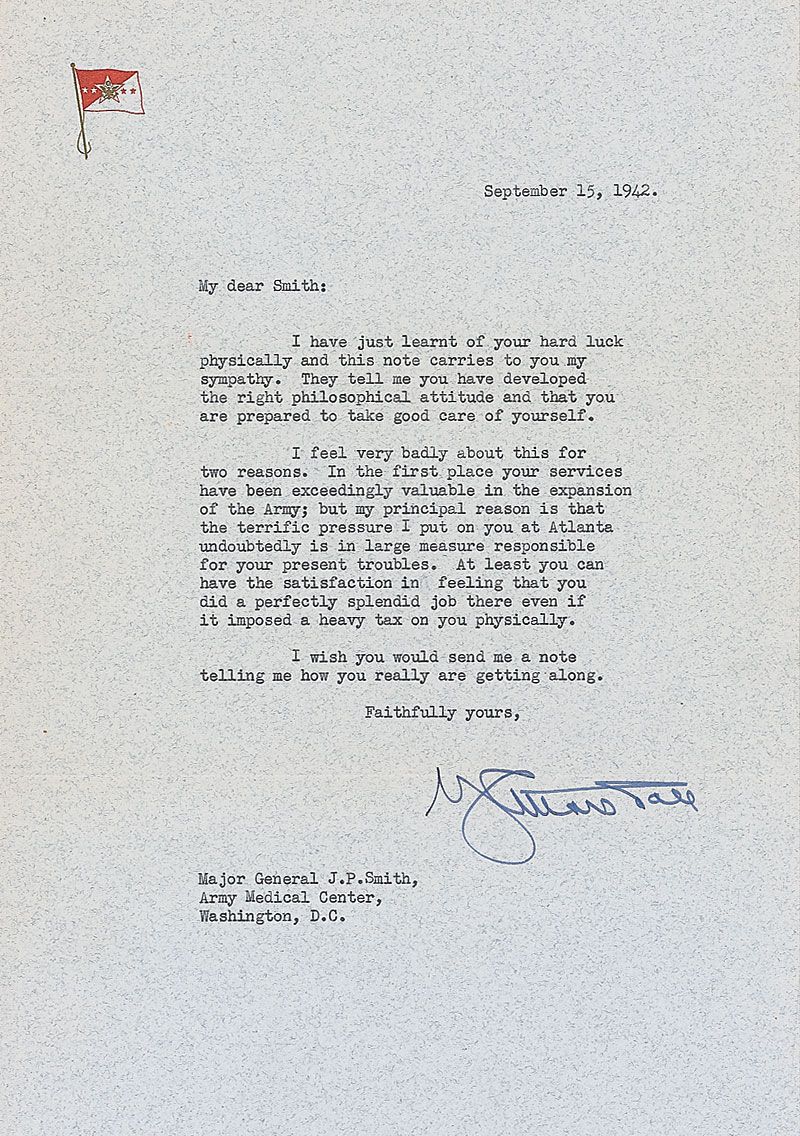 September 15, 1942.
My dear Smith:
I have just learnt of your hard luck
physically and this note carries to you my
sympathy. They tell me you have developed
the right philosophical attitude and that you
are prepared to take good care of yourself.
I feel very badly about this for
two reasons. In the first place your services
have been exceedingly valuable in the expansion
of the Army; but my principal reason is that
the terrific pressure I put on you at Atlanta
undoubtedly is in large measure responsible
for your present troubles. At least you can
have the satisfaction in feeling that you
did a perfectly splendid job there even if
it imposed a heavy tax on you physically.
I wish you would send me a note
telling me how you really are getting along.
Faithfully yours,
Marshall
Major General J.P.Smith,
Army Medical Center,
Washington, D.C.